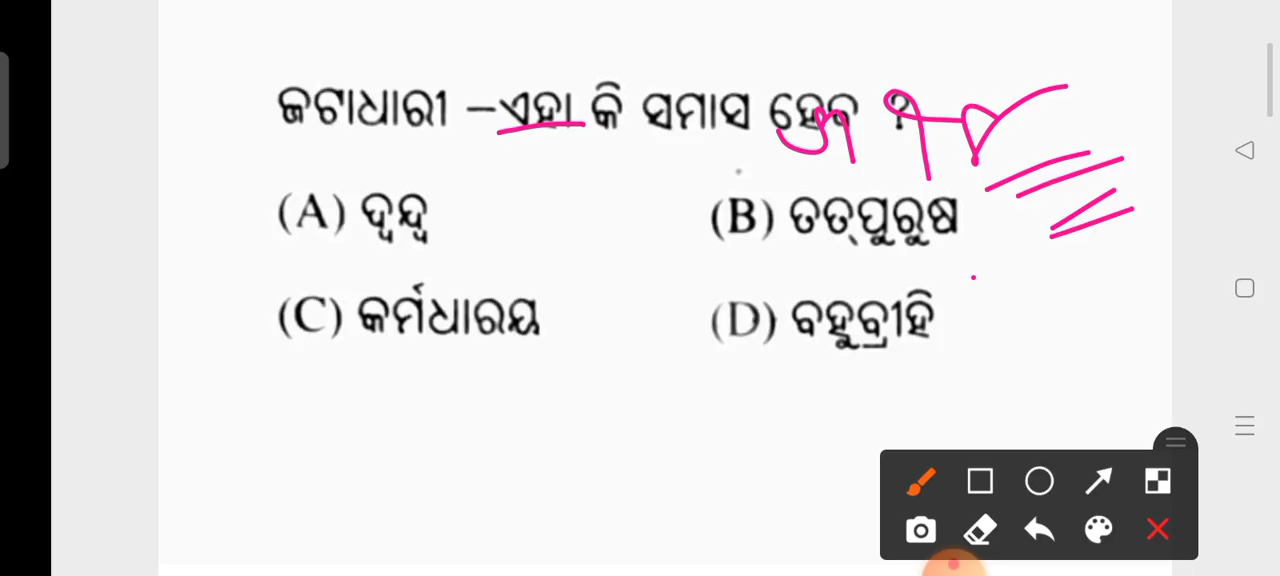 ଜଟାଧାରୀ –ଏହା କି ସମାସ ହେବ ?
(A) ଦ୍ୱନ୍ଦ୍ୱ
(B) ତତ୍‌ପୁରୁଷ
(C) କର୍ମଧାରୟ
(D) ବହୁବ୍ରୀହି